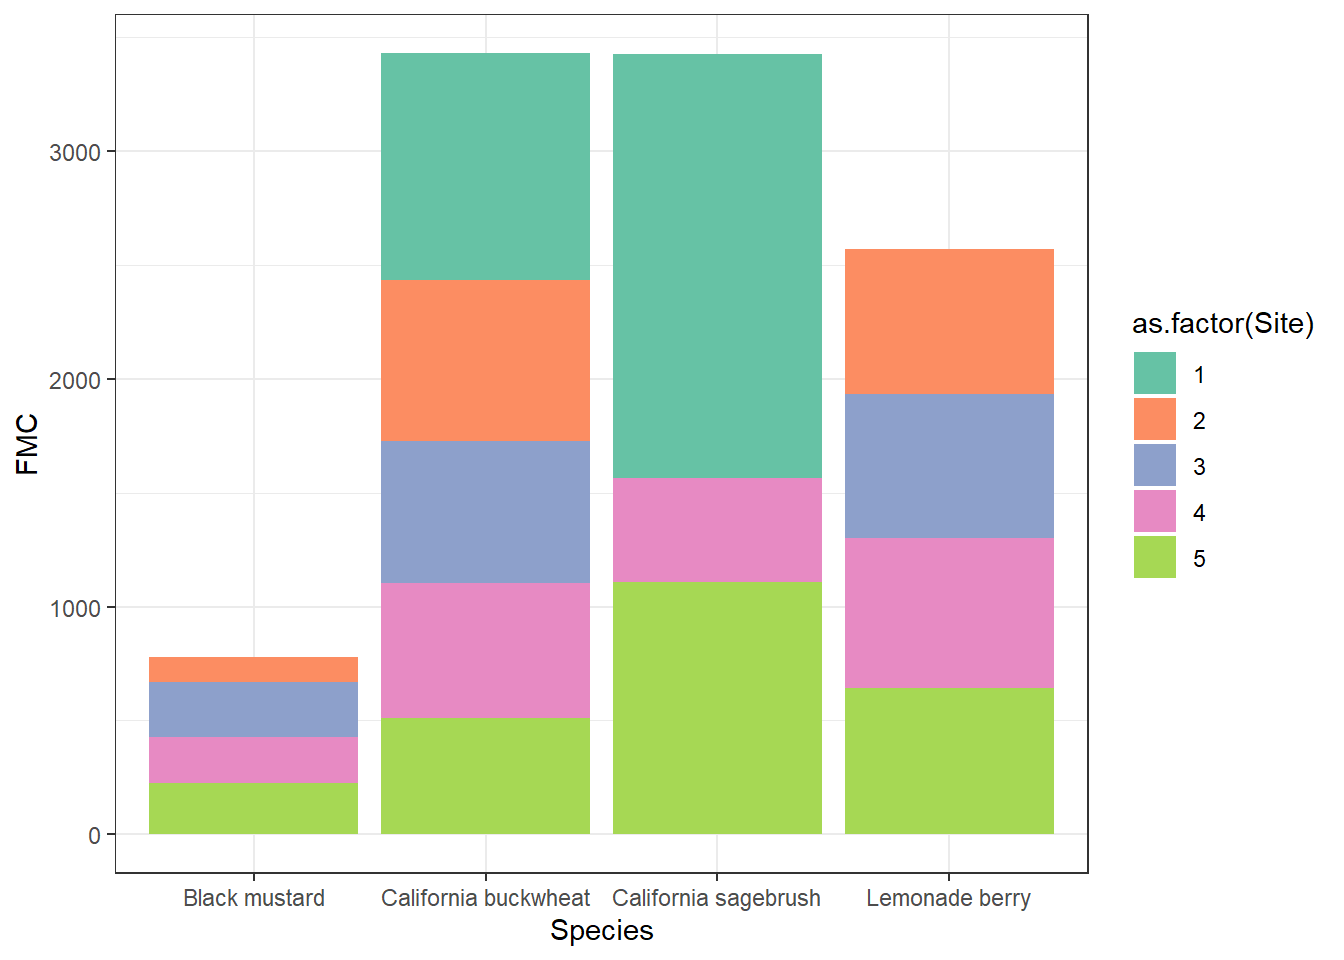 FMC
3000
2000
1000
0
Black mustard
California buckwheat
California sagebrush
Lemonade berry
Species
as.factor(Site)
1
2
3
4
5